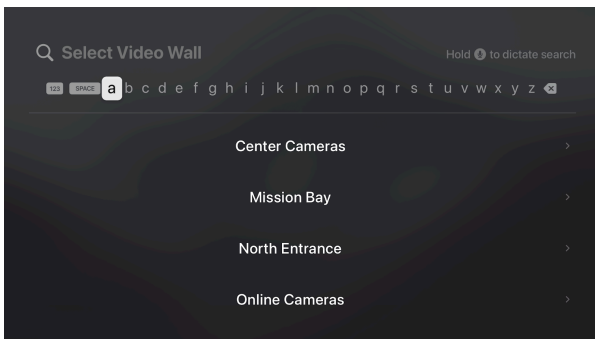 Select Video Wall
Hold to dictate search
123 SPACE a b c d e f g h i j k l m n o p q r s t u v w x y z
Center Cameras
Mission Bay
North Entrance
Online Cameras